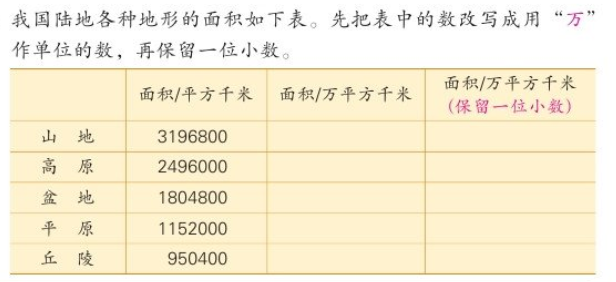 我国陆地各种地形的面积如下表。先把表中的数改写成用“万”
作单位的数，再保留一位小数。
面积/平方千米 面积/万平方千米 面积/万平方千米
(保留一位小数)
山 地 3196800
高 原 2496000
盆 地 1804800
平 原 1152000
丘 陵 950400